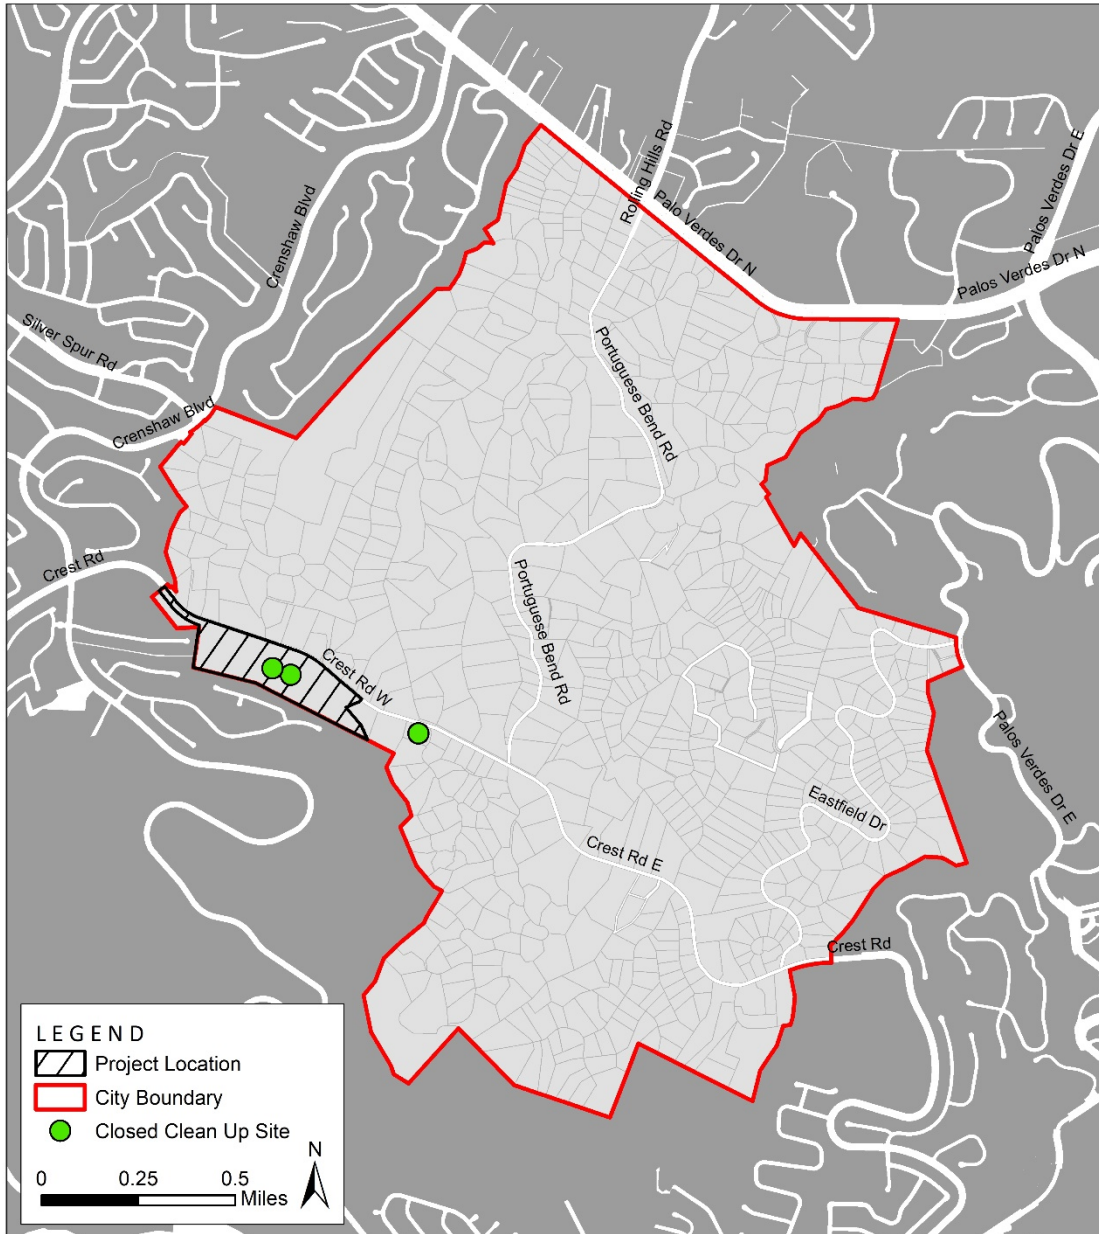 Rolling Hills Rd
Palo Verdes Dr N
Palos Verdes Dr E
Palos Verdes Dr N
Crenshaw Blvd
Silver Spur Rd
Crenshaw Blvd
Portuguese Bend Rd
Crest Rd
Portuguese Bend Rd
Crest Rd W
Palos Verdes Dr E
Eastfield Dr
Crest Rd E
Crest Rd
LEGEND
Project Location
City Boundary
Closed Clean Up Site
N
0 0.25 0.5
Miles